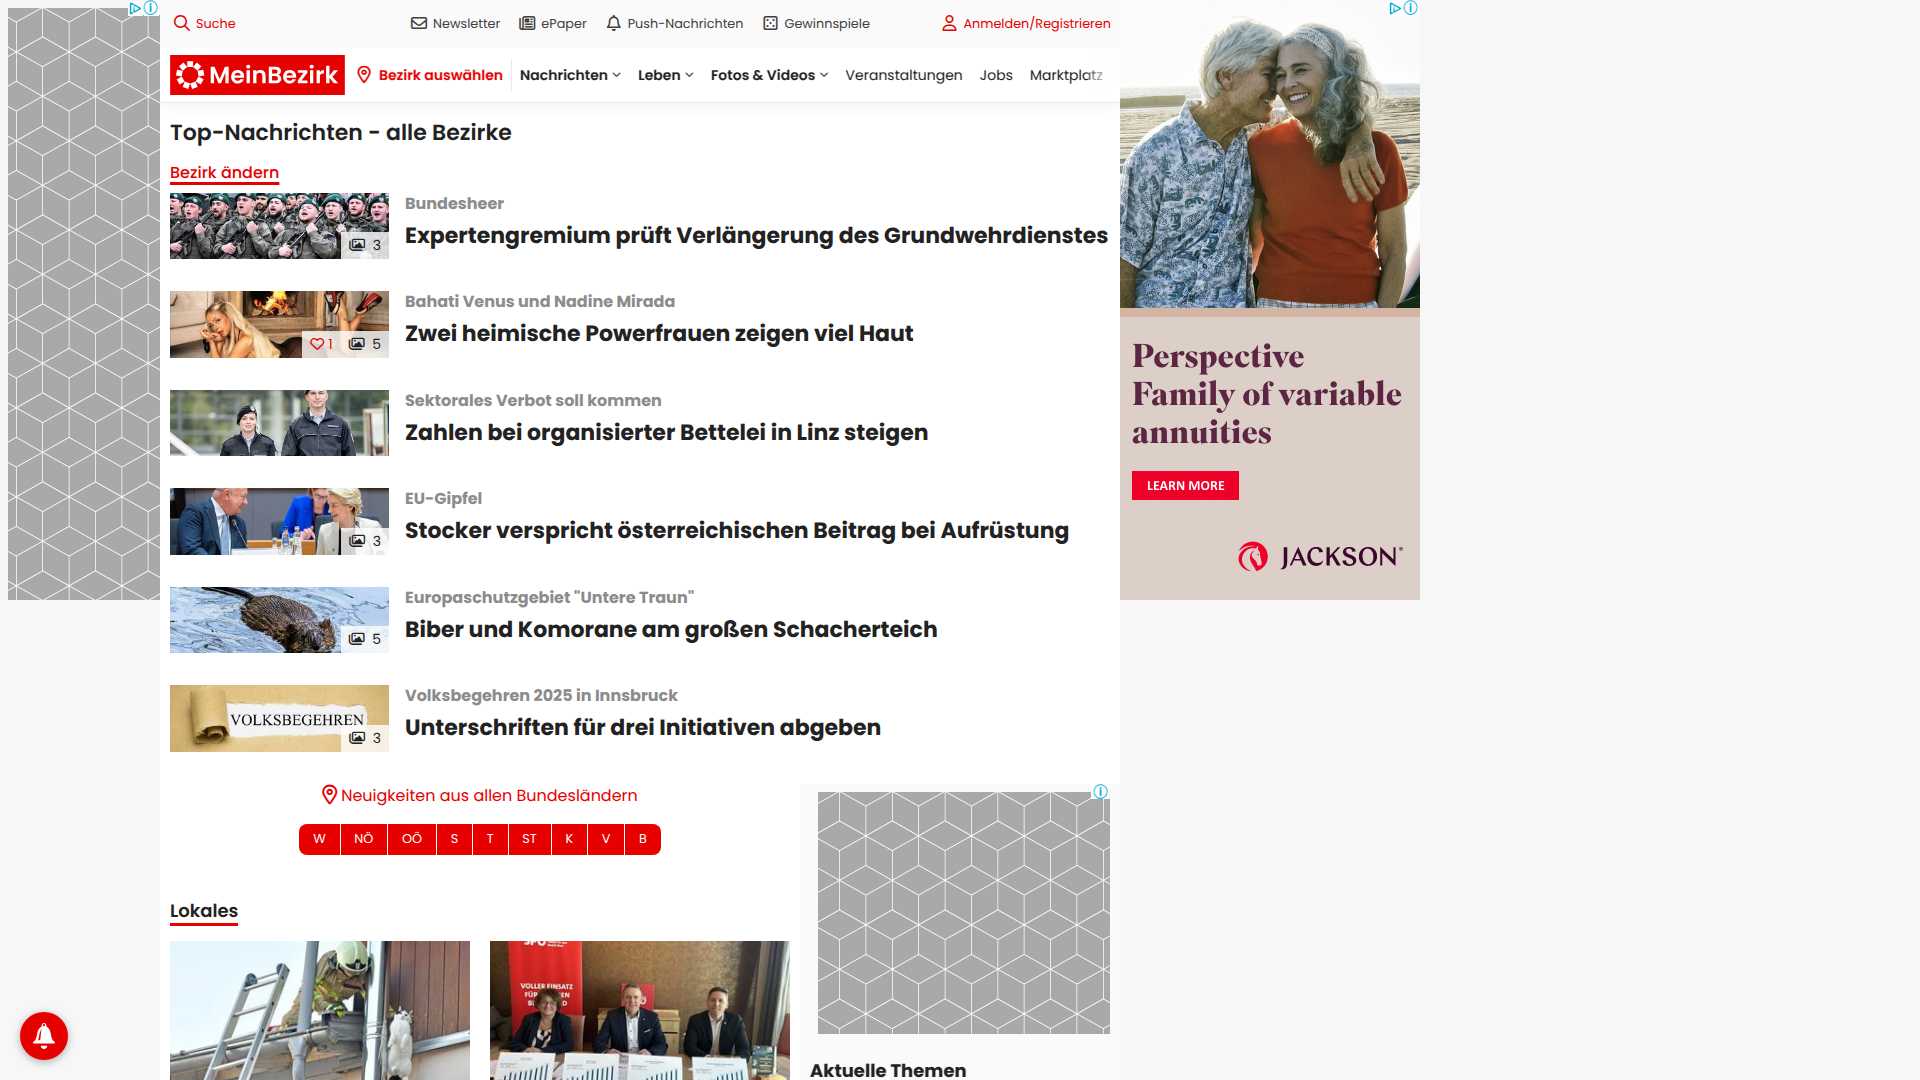 Suche
Newsletter
ePaper
Push-Nachrichten
Gewinnspiele
Anmelden/Registrieren
MeinBezirk
Bezirk auswählen
Nachrichten
Leben
Fotos & Videos
Veranstaltungen
Jobs
Marktplatz
Top-Nachrichten - alle Bezirke
Bezirk ändern
3
Bundesheer
Expertengremium prüft Verlängerung des Grundwehrdienstes
1
5
Bahati Venus und Nadine Mirada
Zwei heimische Powerfrauen zeigen viel Haut
Sektorales Verbot soll kommen
Zahlen bei organisierter Bettelei in Linz steigen
3
EU-Gipfel
Stocker verspricht österreichischen Beitrag bei Aufrüstung
5
Europaschutzgebiet "Untere Traun"
Biber und Komorane am großen Schacherteich
VOLKSBEGEHREN
3
Volksbegehren 2025 in Innsbruck
Unterschriften für drei Initiativen abgeben
Neuigkeiten aus allen Bundesländern
W
NÖ
OÖ
S
T
ST
K
V
B
Lokales
VOLLER EINSATZ
Aktuelle Themen
Perspective
Family of variable
annuities
LEARN MORE
JACKSON®